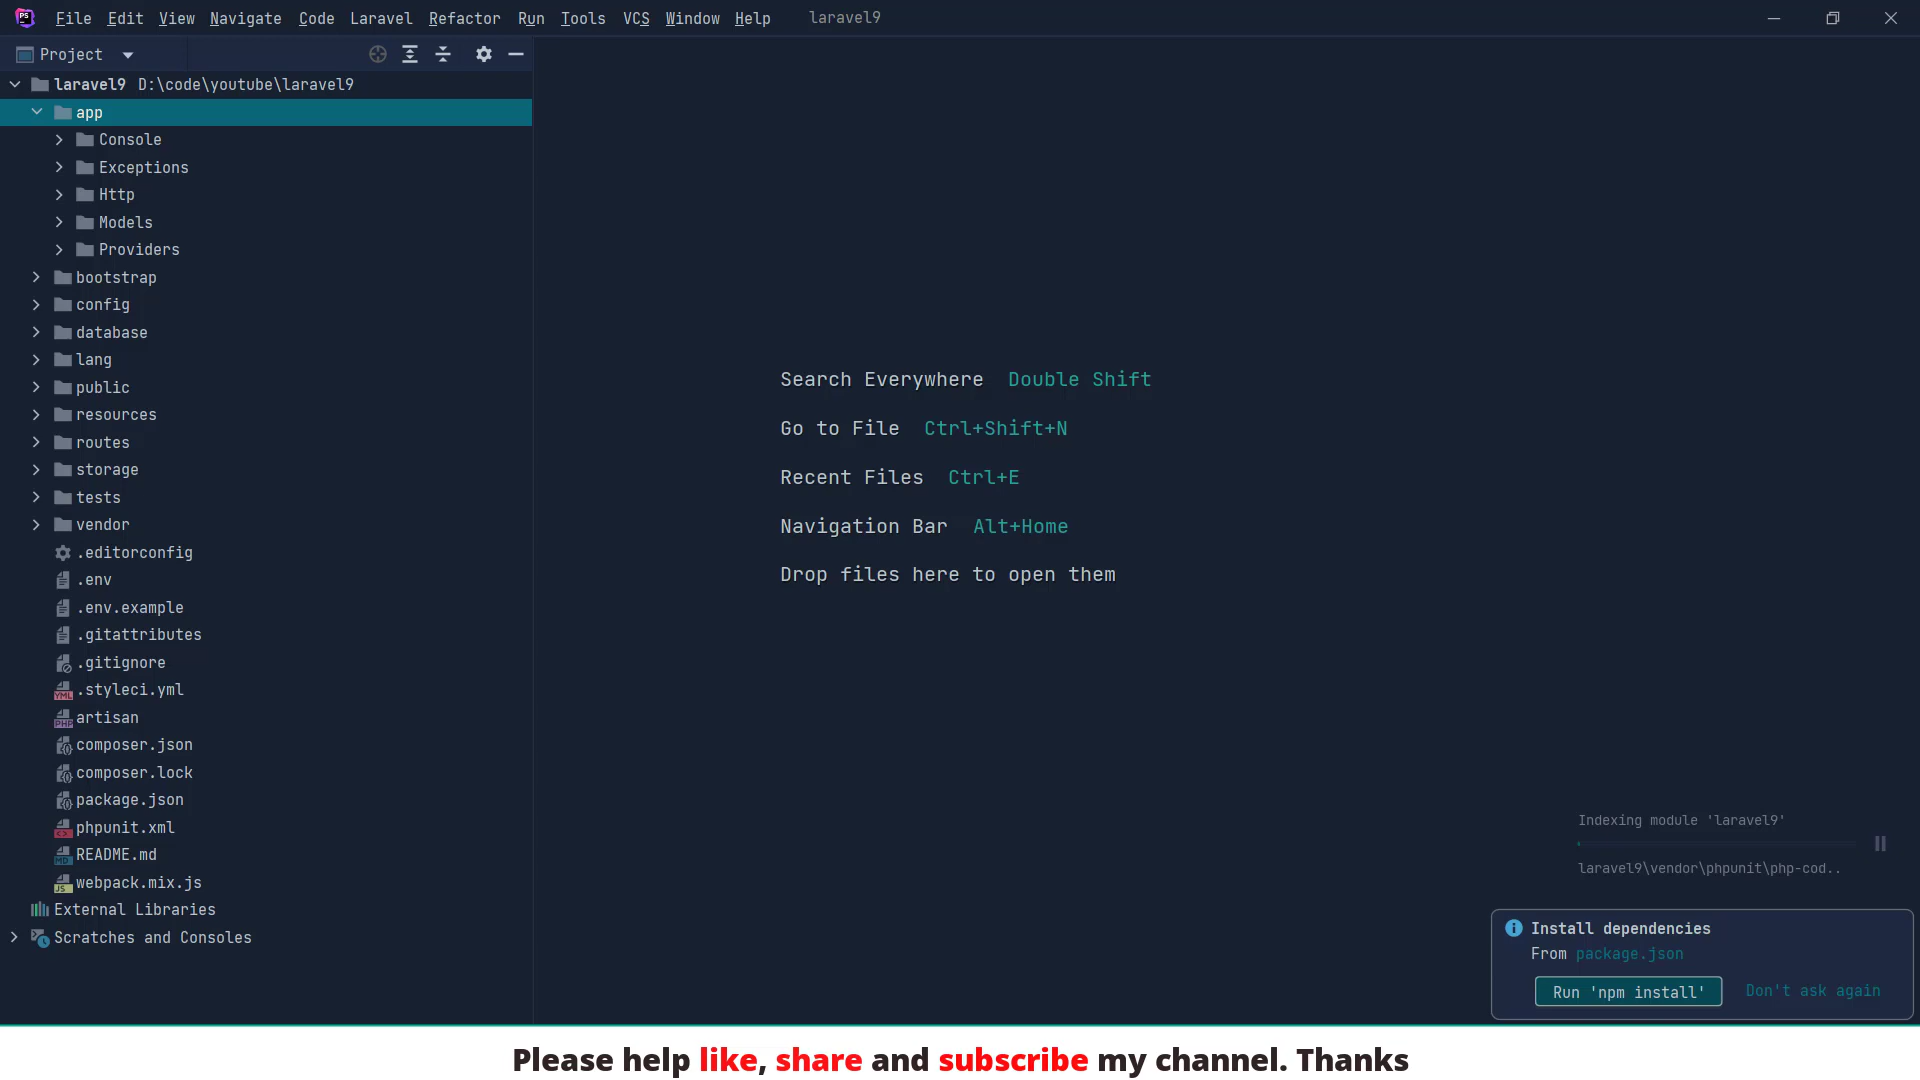 File Edit View Navigate Code Laravel Refactor Run Tools VCS Window Help laravel9
Project
laravel9 D:\code\youtube\laravel9
app
Console
Exceptions
Http
Models
Providers
bootstrap
config
database
lang
public
resources
routes
storage
tests
vendor
.editorconfig
.env
.env.example
.gitattributes
.gitignore
.styleci.yml
artisan
composer.json
composer.lock
package.json
phpunit.xml
README.md
webpack.mix.js
External Libraries
Scratches and Consoles
Search Everywhere Double Shift
Go to File Ctrl+Shift+N
Recent Files Ctrl+E
Navigation Bar Alt+Home
Drop files here to open them
Indexing module 'laravel9'
laravel9\vendor\phpunit\php-cod..
Install dependencies
From package.json
Run 'npm install' Don't ask again
Please help like, share and subscribe my channel. Thanks